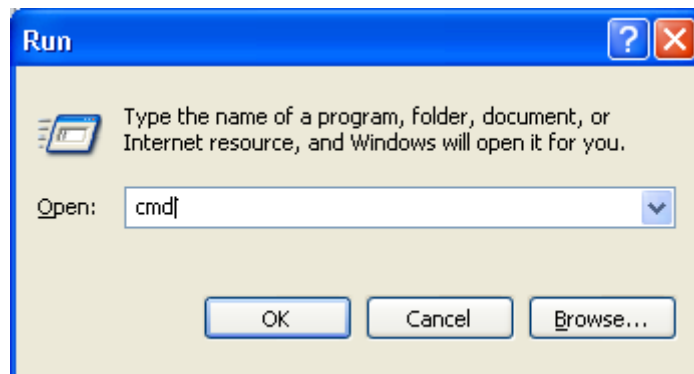 Run
Type the name of a program, folder, document, or
Internet resource, and Windows will open it for you.
Open: cmd
OK Cancel Browse...